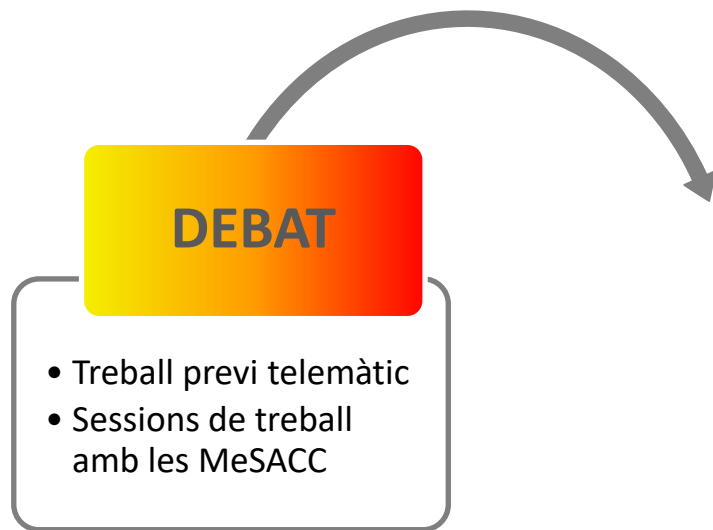 DEBAT
• Treball previ telemàtic
• Sessions de treball
amb les MeSACC